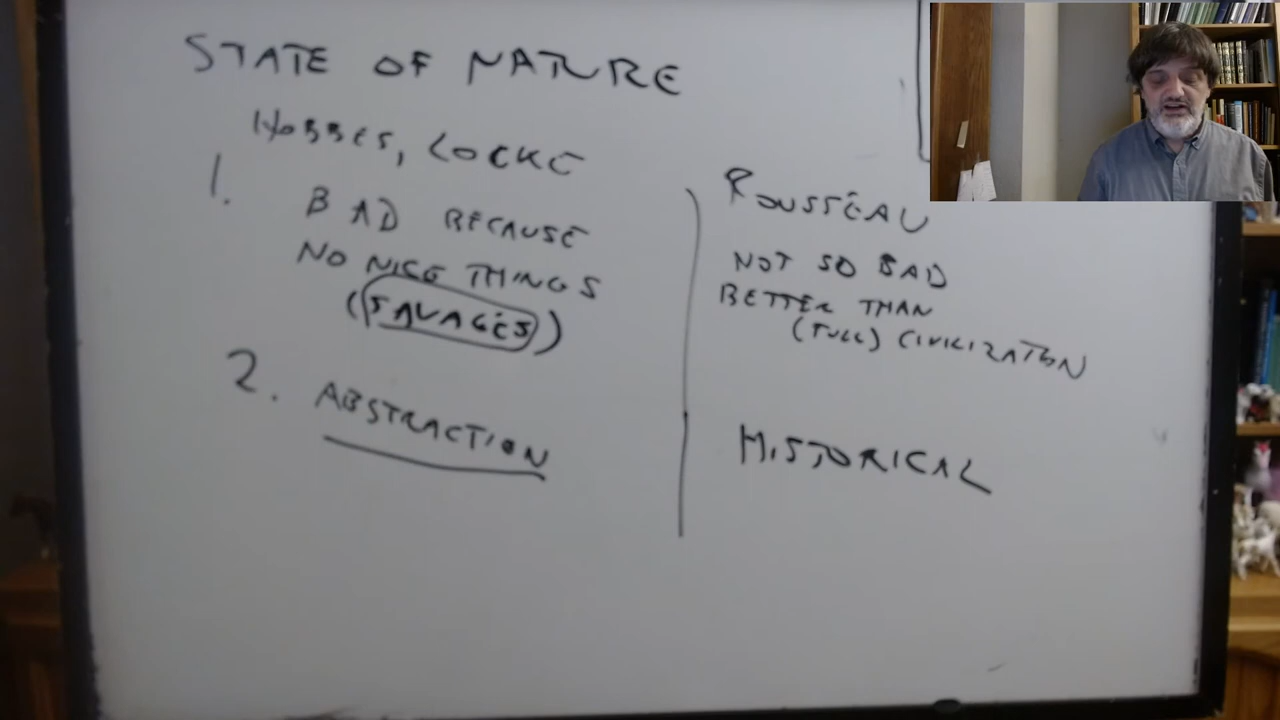 STATE OF NATURE
HOBBES, LOCKE
1. BAD BECAUSE
NO NICE THINGS
(SAVAGES)
2. ABSTRACTION
ROUSSEAU
NOT SO BAD
BETTER THAN
(FULL) CIVILIZATION
HISTORICAL